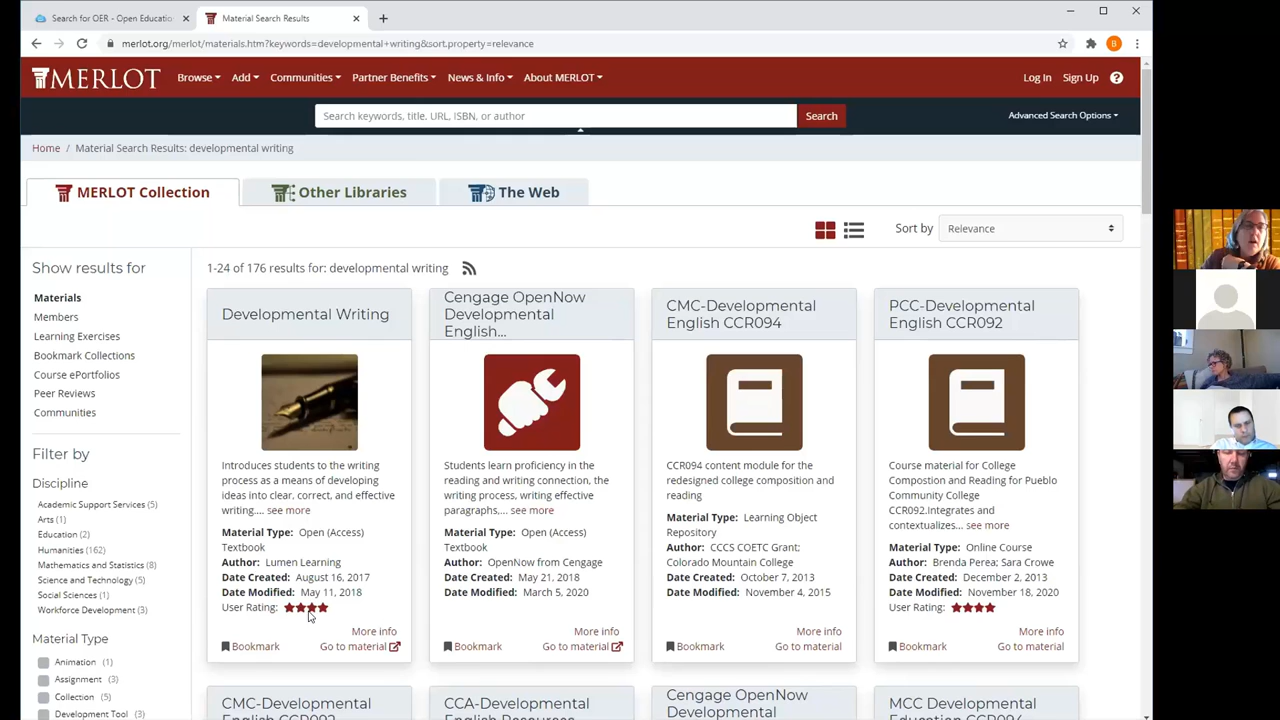 Search for OER - Open Educatio
Material Search Results
merlot.org/merlot/materials.htm?keywords=developmental+writing&sort.property=relevance
B
MERLOT
Browse
Add
Communities
Partner Benefits
News & Info
About MERLOT
Log In
Sign Up
?
Search keywords, title, URL, ISBN, or author
Search
Advanced Search Options
Home / Material Search Results: developmental writing
MERLOT Collection
Other Libraries
The Web
Sort by
Relevance
Show results for
Materials
Members
Learning Exercises
Bookmark Collections
Course ePortfolios
Peer Reviews
Communities
Filter by
Discipline
Academic Support Services (5)
Arts (1)
Education (2)
Humanities (162)
Mathematics and Statistics (8)
Science and Technology (5)
Social Sciences (1)
Workforce Development (3)
Material Type
Animation (1)
Assignment (3)
Collection (5)
Development Tool (3)
1-24 of 176 results for: developmental writing
Developmental Writing
Introduces students to the writing
process as a means of developing
ideas into clear, correct, and effective
writing.... see more
Material Type: Open (Access)
Textbook
Author: Lumen Learning
Date Created: August 16, 2017
Date Modified: May 11, 2018
User Rating:
More info
Bookmark
Go to material
Cengage OpenNow
Developmental
English...
Students learn proficiency in the
reading and writing connection, the
writing process, writing effective
paragraphs,... see more
Material Type: Open (Access)
Textbook
Author: OpenNow from Cengage
Date Created: May 21, 2018
Date Modified: March 5, 2020
More info
Bookmark
Go to material
CMC-Developmental
English CCR094
CCR094 content module for the
redesigned college composition and
reading
Material Type: Learning Object
Repository
Author: CCCS COETC Grant;
Colorado Mountain College
Date Created: October 7, 2013
Date Modified: November 4, 2015
More info
Bookmark
Go to material
PCC-Developmental
English CCR092
Course material for College
Compostion and Reading for Pueblo
Community College
CCR092.Integrates and
contextualizes... see more
Material Type: Online Course
Author: Brenda Perea; Sara Crowe
Date Created: December 2, 2013
Date Modified: November 18, 2020
User Rating:
More info
Bookmark
Go to material
CMC-Developmental
English CCR092
CCA-Developmental
English Resources
Cengage OpenNow
Developmental
MCC Developmental
Education CCR094